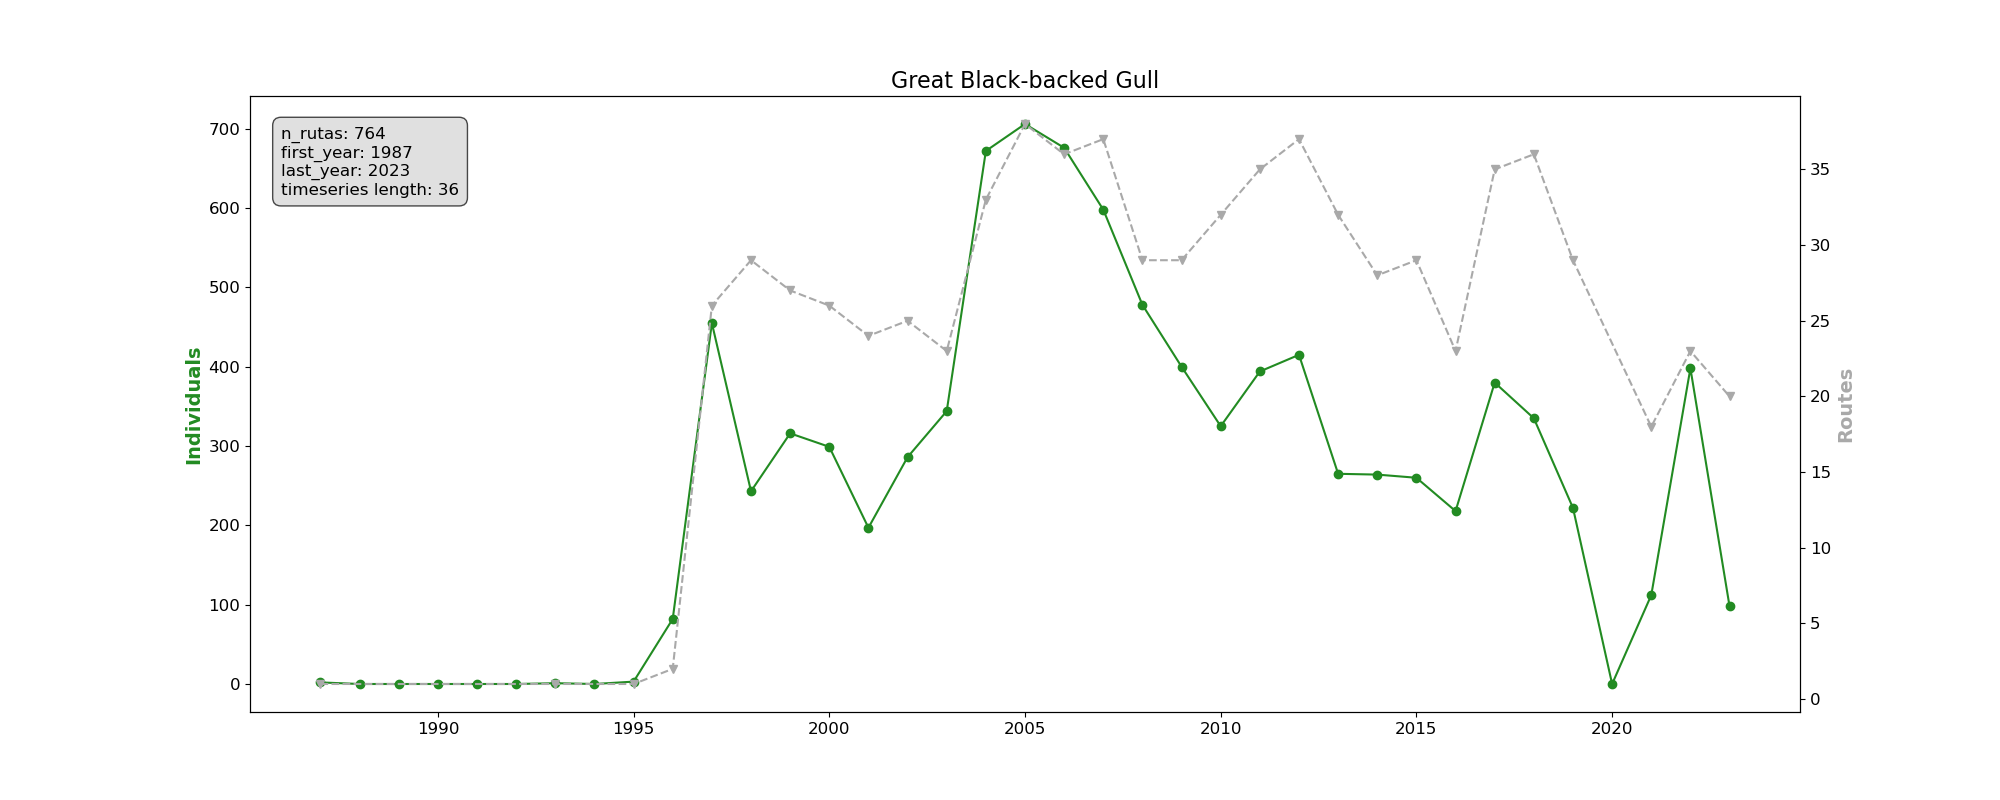 Great Black-backed Gull
n_rutas: 764
first_year: 1987
last_year: 2023
timeseries length: 36
Individuals
700
600
500
400
300
200
100
0
35
30
25
20
15
10
5
0
Routes
1990 1995 2000 2005 2010 2015 2020